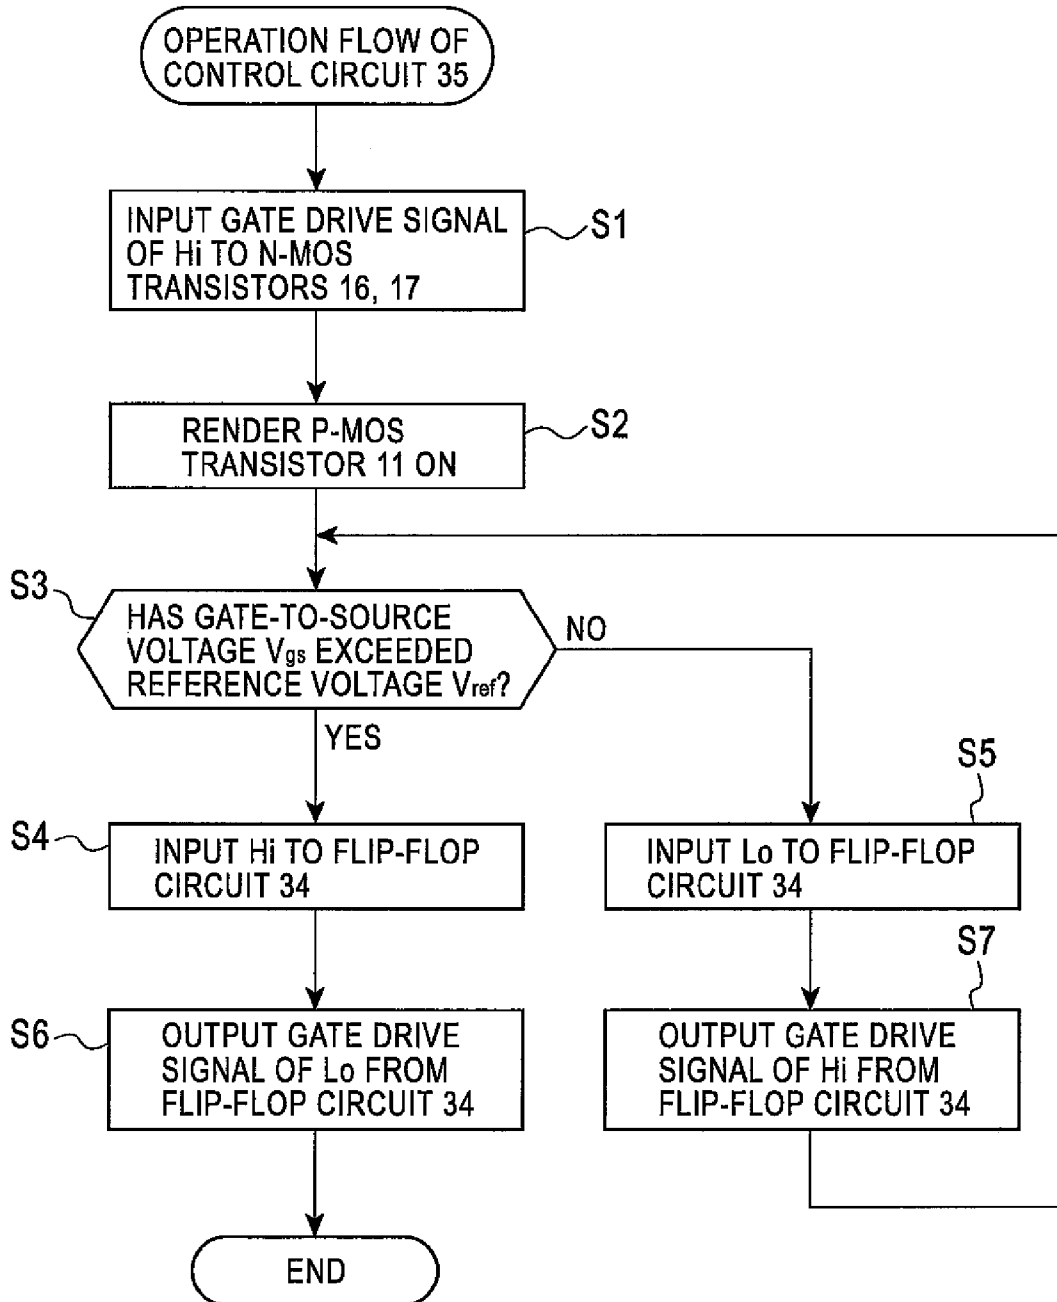 OPERATION FLOW OF
CONTROL CIRCUIT 35
INPUT GATE DRIVE SIGNAL
OF Hi TO N-MOS
TRANSISTORS 16, 17
S1
RENDER P-MOS
TRANSISTOR 11 ON
S2
S3
HAS GATE-TO-SOURCE
VOLTAGE Vgs EXCEEDED
REFERENCE VOLTAGE Vref?
NO
YES
S4
INPUT Hi TO FLIP-FLOP
CIRCUIT 34
S5
INPUT Lo TO FLIP-FLOP
CIRCUIT 34
S6
OUTPUT GATE DRIVE
SIGNAL OF Lo FROM
FLIP-FLOP CIRCUIT 34
S7
OUTPUT GATE DRIVE
SIGNAL OF Hi FROM
FLIP-FLOP CIRCUIT 34
END